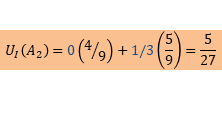 U_I(A_2) = 0(4/9) + 1/3(5/9) = 5/27